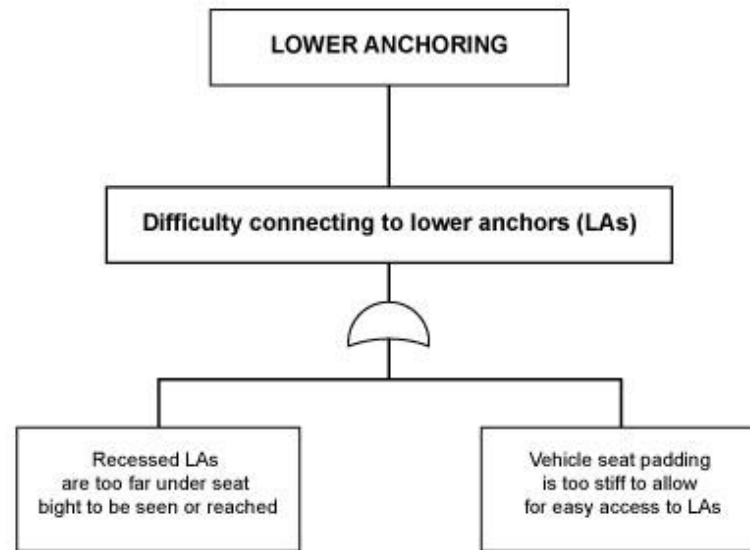 LOWER ANCHORING
Difficulty connecting to lower anchors (LAs)
Recessed LAs
are too far under seat
bight to be seen or reached
Vehicle seat padding
is too stiff to allow
for easy access to LAs